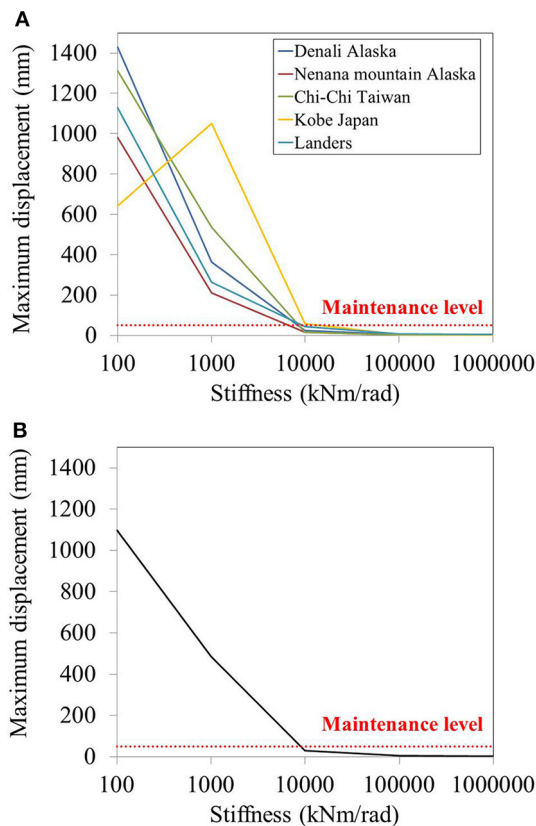 A
Maximum displacement (mm)
1400
1200
1000
800
600
400
200
0
Denali Alaska
Nenana mountain Alaska
Chi-Chi Taiwan
Kobe Japan
Landers
Maintenance level
100 1000 10000 100000 1000000
Stiffness (kNm/rad)
B
Maximum displacement (mm)
1400
1200
1000
800
600
400
200
0
Maintenance level
100 1000 10000 100000 1000000
Stiffness (kNm/rad)